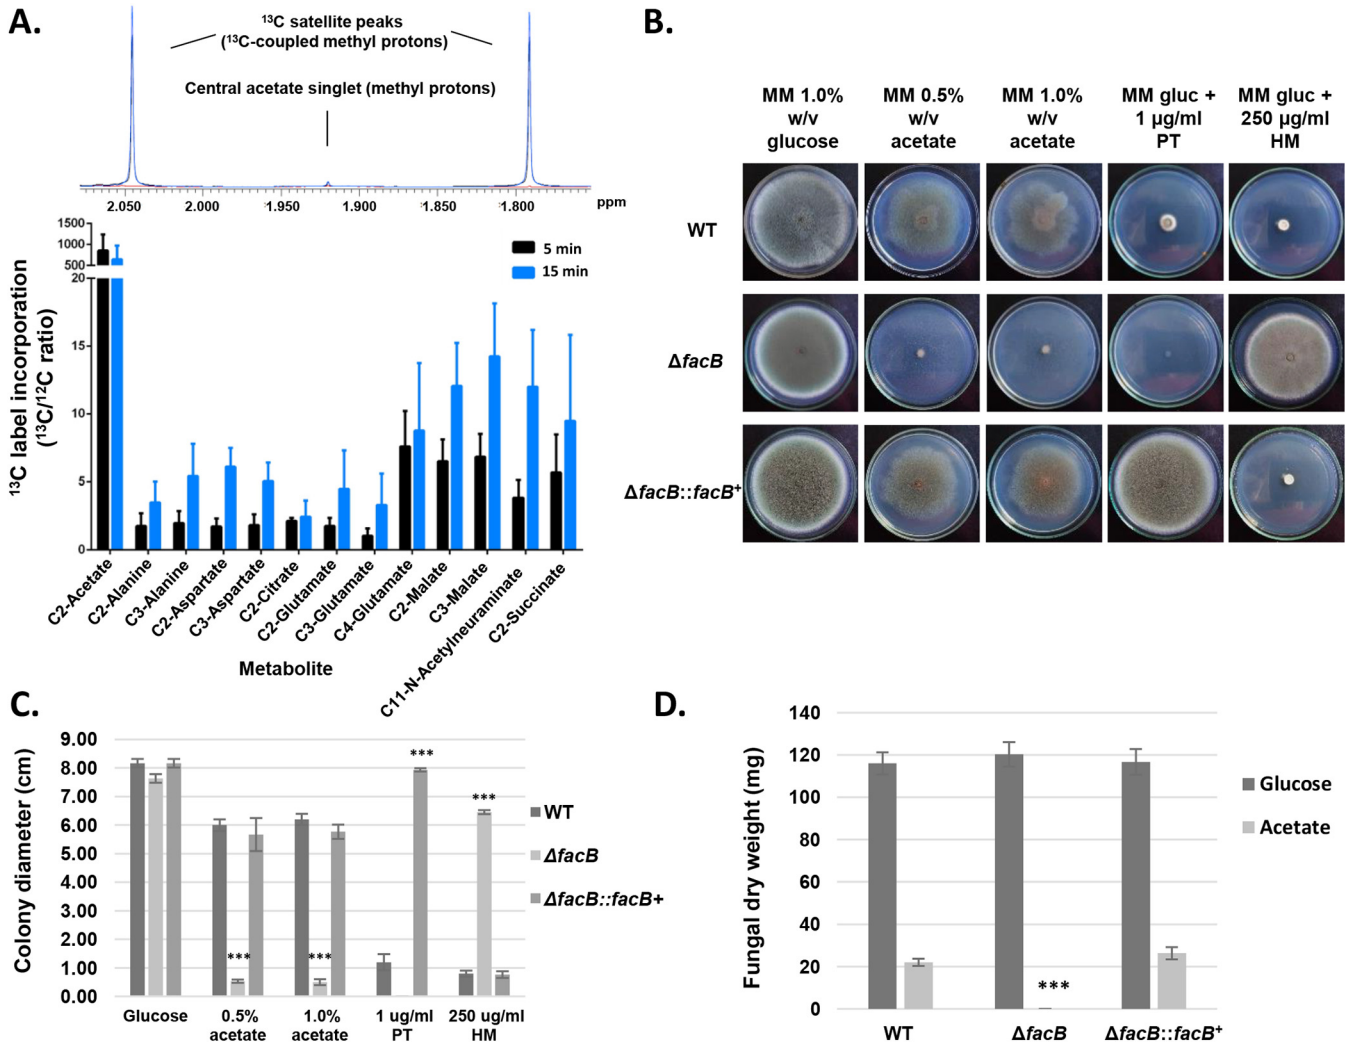 A.
¹³C satellite peaks
(¹³C-coupled methyl protons)
Central acetate singlet (methyl protons)
2.050 2.000 1.950 1.900 1.850 1.800 ppm
1500
1000
500
20
15
10
5
0
5 min
15 min
¹³C label incorporation
(¹³C/¹²C ratio)
C2-Acetate
C2-Alanine
C3-Alanine
C2-Aspartate
C3-Aspartate
C2-Citrate
C2-Glutamate
C3-Glutamate
C4-Glutamate
C2-Malate
C3-Malate
C11-N-Acetylneuraminate
C2-Succinate
Metabolite
B.
MM 1.0%
w/v
glucose
MM 0.5%
w/v
acetate
MM 1.0%
w/v
acetate
MM gluc +
1 µg/ml
PT
MM gluc +
250 µg/ml
HM
WT
ΔfacB
ΔfacB::facB⁺
C.
Colony diameter (cm)
9.00
8.00
7.00
6.00
5.00
4.00
3.00
2.00
1.00
0.00
***
***
***
***
Glucose
0.5%
acetate
1.0%
acetate
1 ug/ml
PT
250 ug/ml
HM
WT
ΔfacB
ΔfacB::facB+
D.
Fungal dry weight (mg)
140
120
100
80
60
40
20
0
***
WT
ΔfacB
ΔfacB::facB⁺
Glucose
Acetate